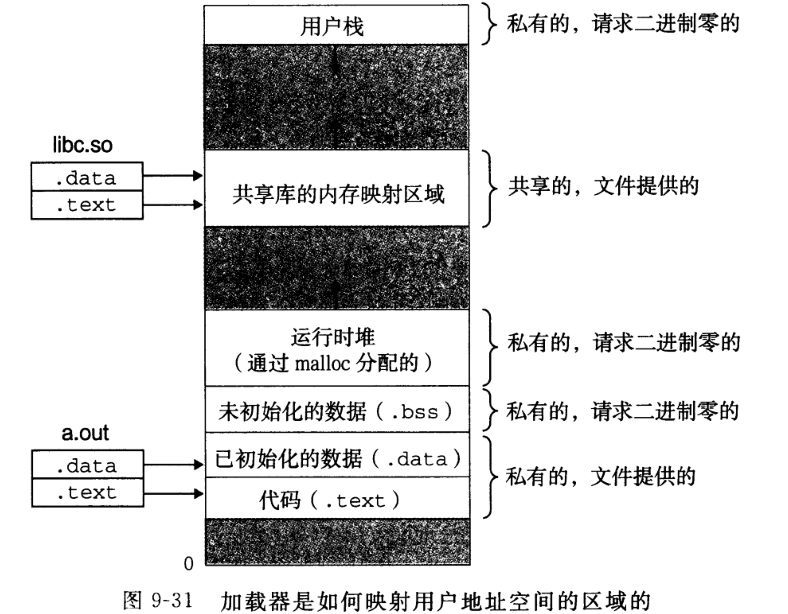 用户栈
私有的，请求二进制零的
libc.so
.data
.text
共享库的内存映射区域
共享的，文件提供的
运行时堆
（通过 malloc 分配的）
私有的，请求二进制零的
未初始化的数据（.bss）
私有的，请求二进制零的
a.out
.data
.text
已初始化的数据（.data）
代码（.text）
私有的，文件提供的
0
图 9-31 加载器是如何映射用户地址空间的区域的